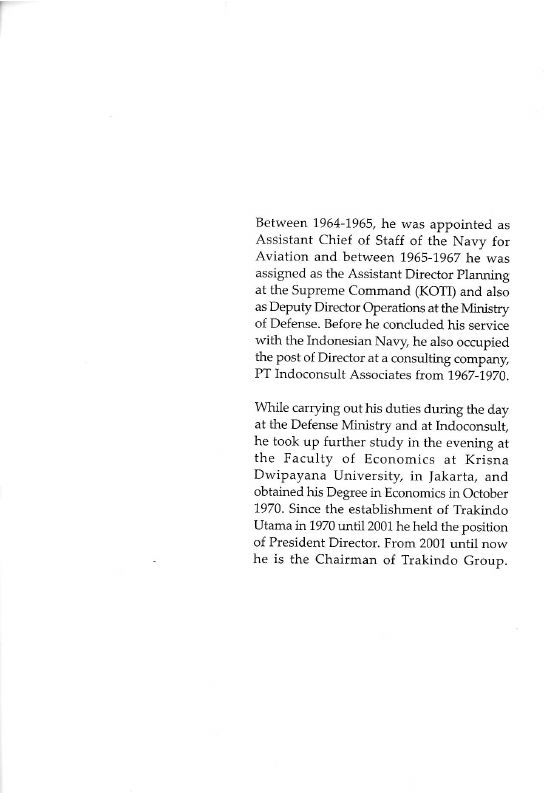 Between 1964-1965, he was appointed as
Assistant Chief of Staff of the Navy for
Aviation and between 1965-1967 he was
assigned as the Assistant Director Planning
at the Supreme Command (KOTI) and also
as Deputy Director Operations at the Ministry
of Defense. Before he concluded his service
with the Indonesian Navy, he also occupied
the post of Director at a consulting company,
PT Indoconsult Associates from 1967-1970.
While carrying out his duties during the day
at the Defense Ministry and at Indoconsult,
he took up further study in the evening at
the Faculty of Economics at Krisna
Dwipayana University, in Jakarta, and
obtained his Degree in Economics in October
1970. Since the establishment of Trakindo
Utama in 1970 until 2001 he held the position
of President Director. From 2001 until now
he is the Chairman of Trakindo Group.